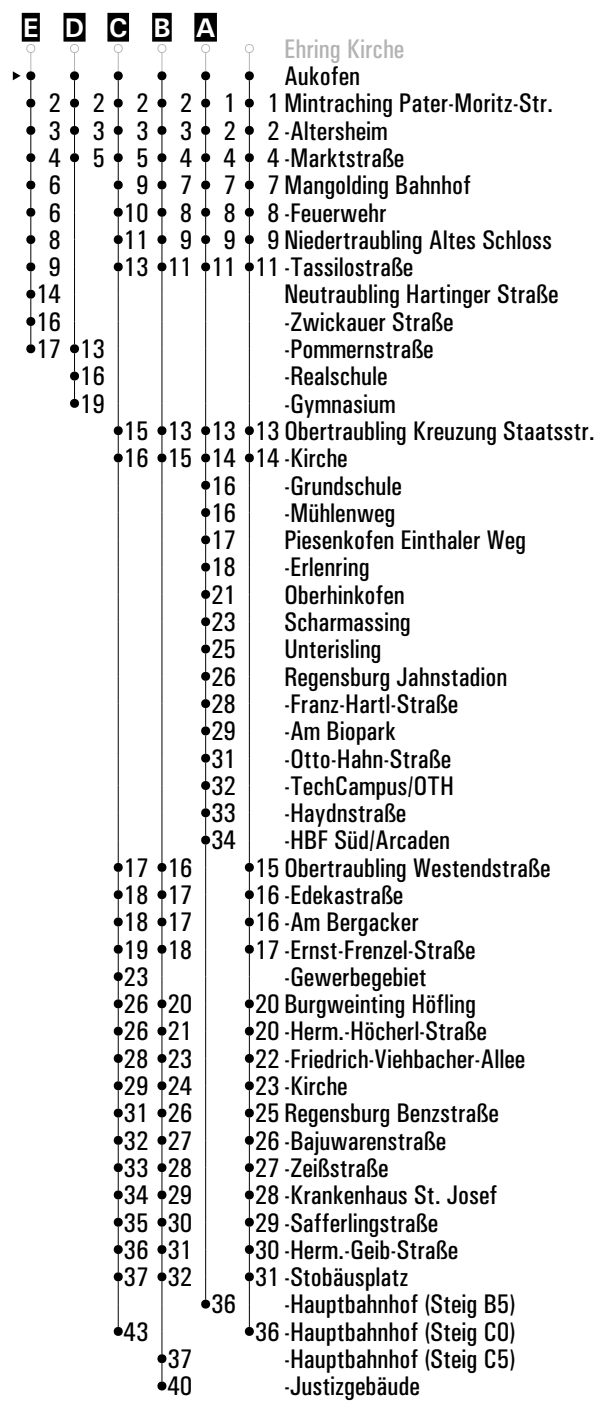 E D C B A
Ehring Kirche
Aukofen
2 2 2 2 1 1 Mintraching Pater-Moritz-Str.
3 3 3 3 2 2 -Altersheim
4 5 5 4 4 4 -Marktstraße
6 9 7 7 7 Mangolding Bahnhof
6 10 8 8 8 -Feuerwehr
8 11 9 9 9 Niedertraubling Altes Schloss
9 13 11 11 11 -Tassilostraße
14 Neutraubling Hartinger Straße
16 -Zwickauer Straße
17 13 -Pommernstraße
16 -Realschule
19 -Gymnasium
15 13 13 13 Obertraubling Kreuzung Staatsstr.
16 15 14 14 -Kirche
16 -Grundschule
16 -Mühlenweg
17 Piesenkofen Einthaler Weg
18 -Erlenring
21 Oberhinkofen
23 Scharmassing
25 Unterisling
26 Regensburg Jahnstadion
28 -Franz-Hartl-Straße
29 -Am Biopark
31 -Otto-Hahn-Straße
32 -TechCampus/OTH
33 -Haydnstraße
34 -HBF Süd/Arcaden
17 16 15 Obertraubling Westendstraße
18 17 16 -Edekastraße
18 17 16 -Am Bergacker
19 18 17 -Ernst-Frenzel-Straße
23 -Gewerbegebiet
26 20 20 Burgweinting Höfling
26 21 20 -Herm.-Höcherl-Straße
28 23 22 -Friedrich-Viehbacher-Allee
29 24 23 -Kirche
31 26 25 Regensburg Benzstraße
32 27 26 -Bajuwarenstraße
33 28 27 -Zeißstraße
34 29 28 -Krankenhaus St. Josef
35 30 29 -Safferlingstraße
36 31 30 -Herm.-Geib-Straße
37 32 31 -Stobäusplatz
36 -Hauptbahnhof (Steig B5)
43 36 -Hauptbahnhof (Steig C0)
37 -Hauptbahnhof (Steig C5)
40 -Justizgebäude